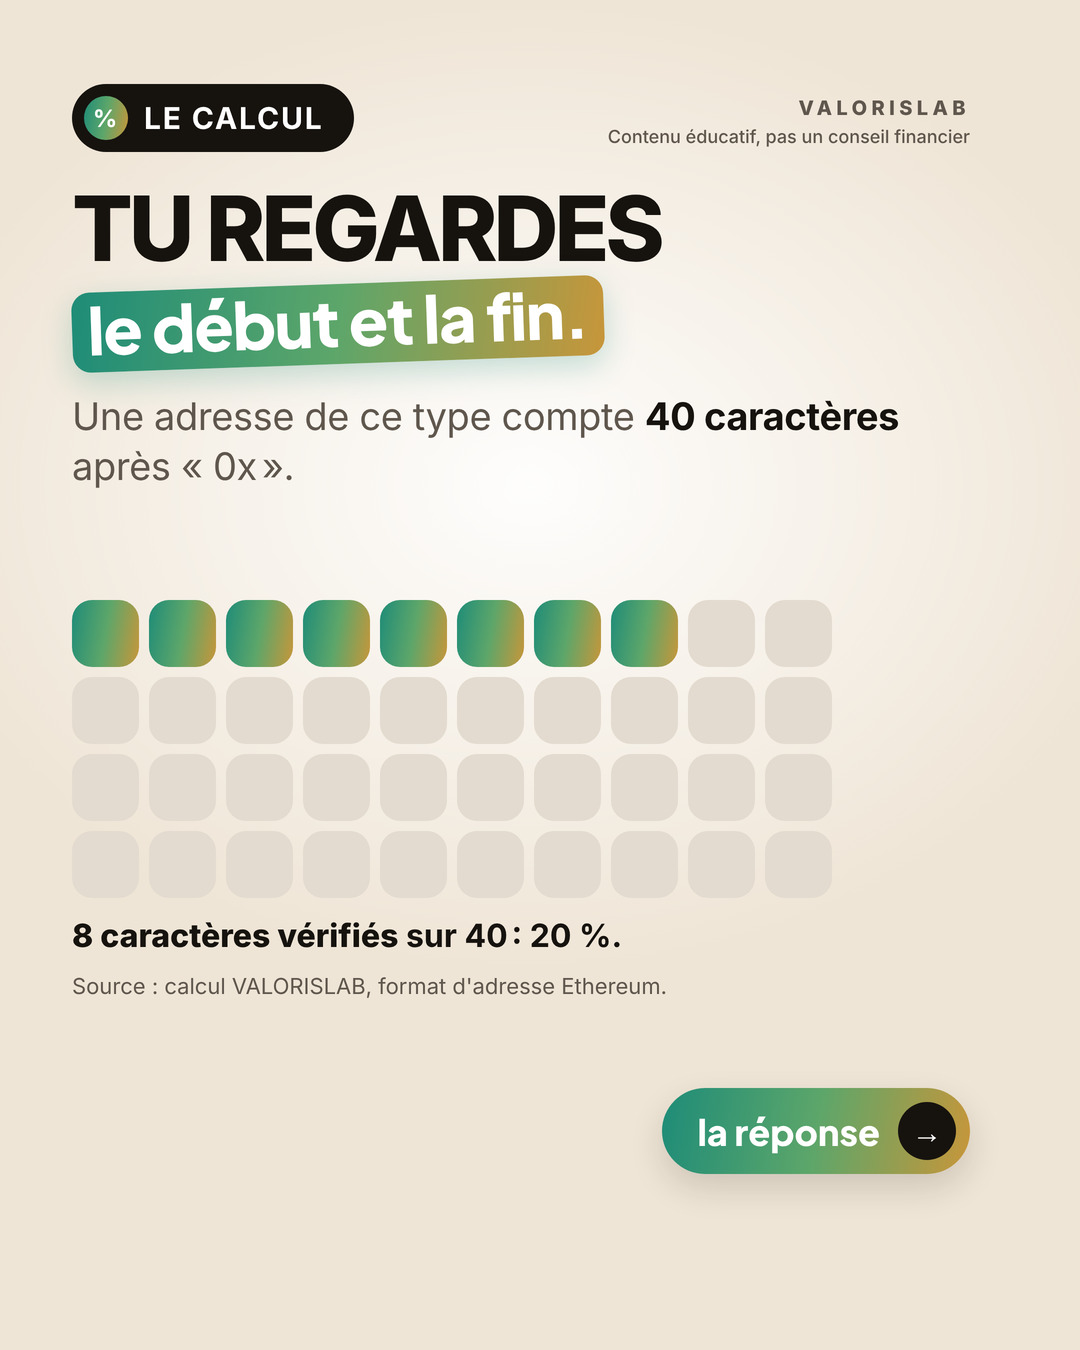 % LE CALCUL
VALORISLAB
Contenu éducatif, pas un conseil financier
TU REGARDES
le début et la fin.
Une adresse de ce type compte 40 caractères
après « 0x ».
8 caractères vérifiés sur 40 : 20 %.
Source : calcul VALORISLAB, format d'adresse Ethereum.
la réponse →